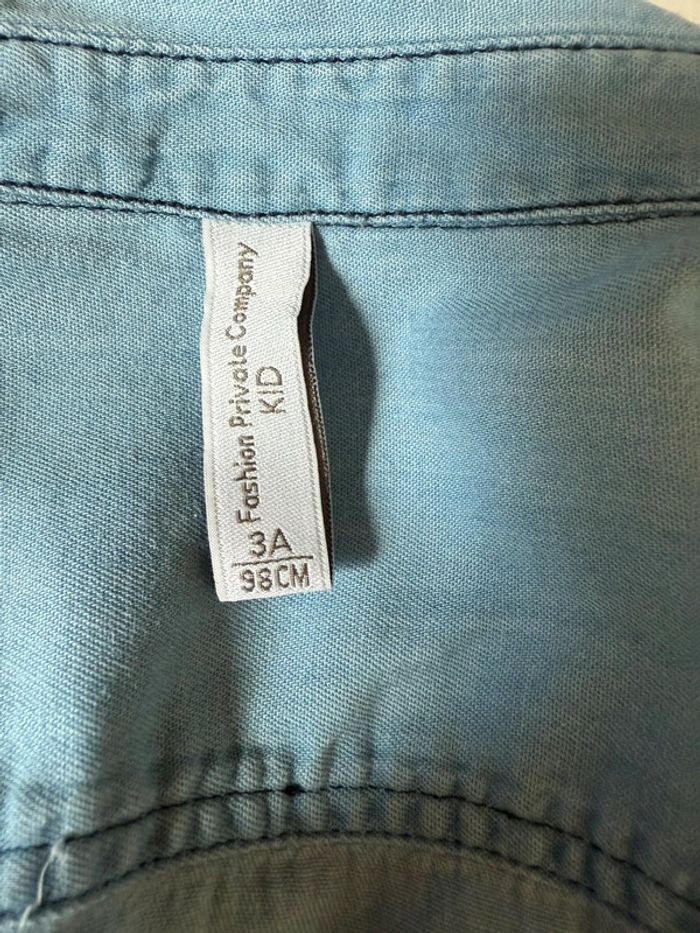 Fashion Private Company
KID
3A
98CM